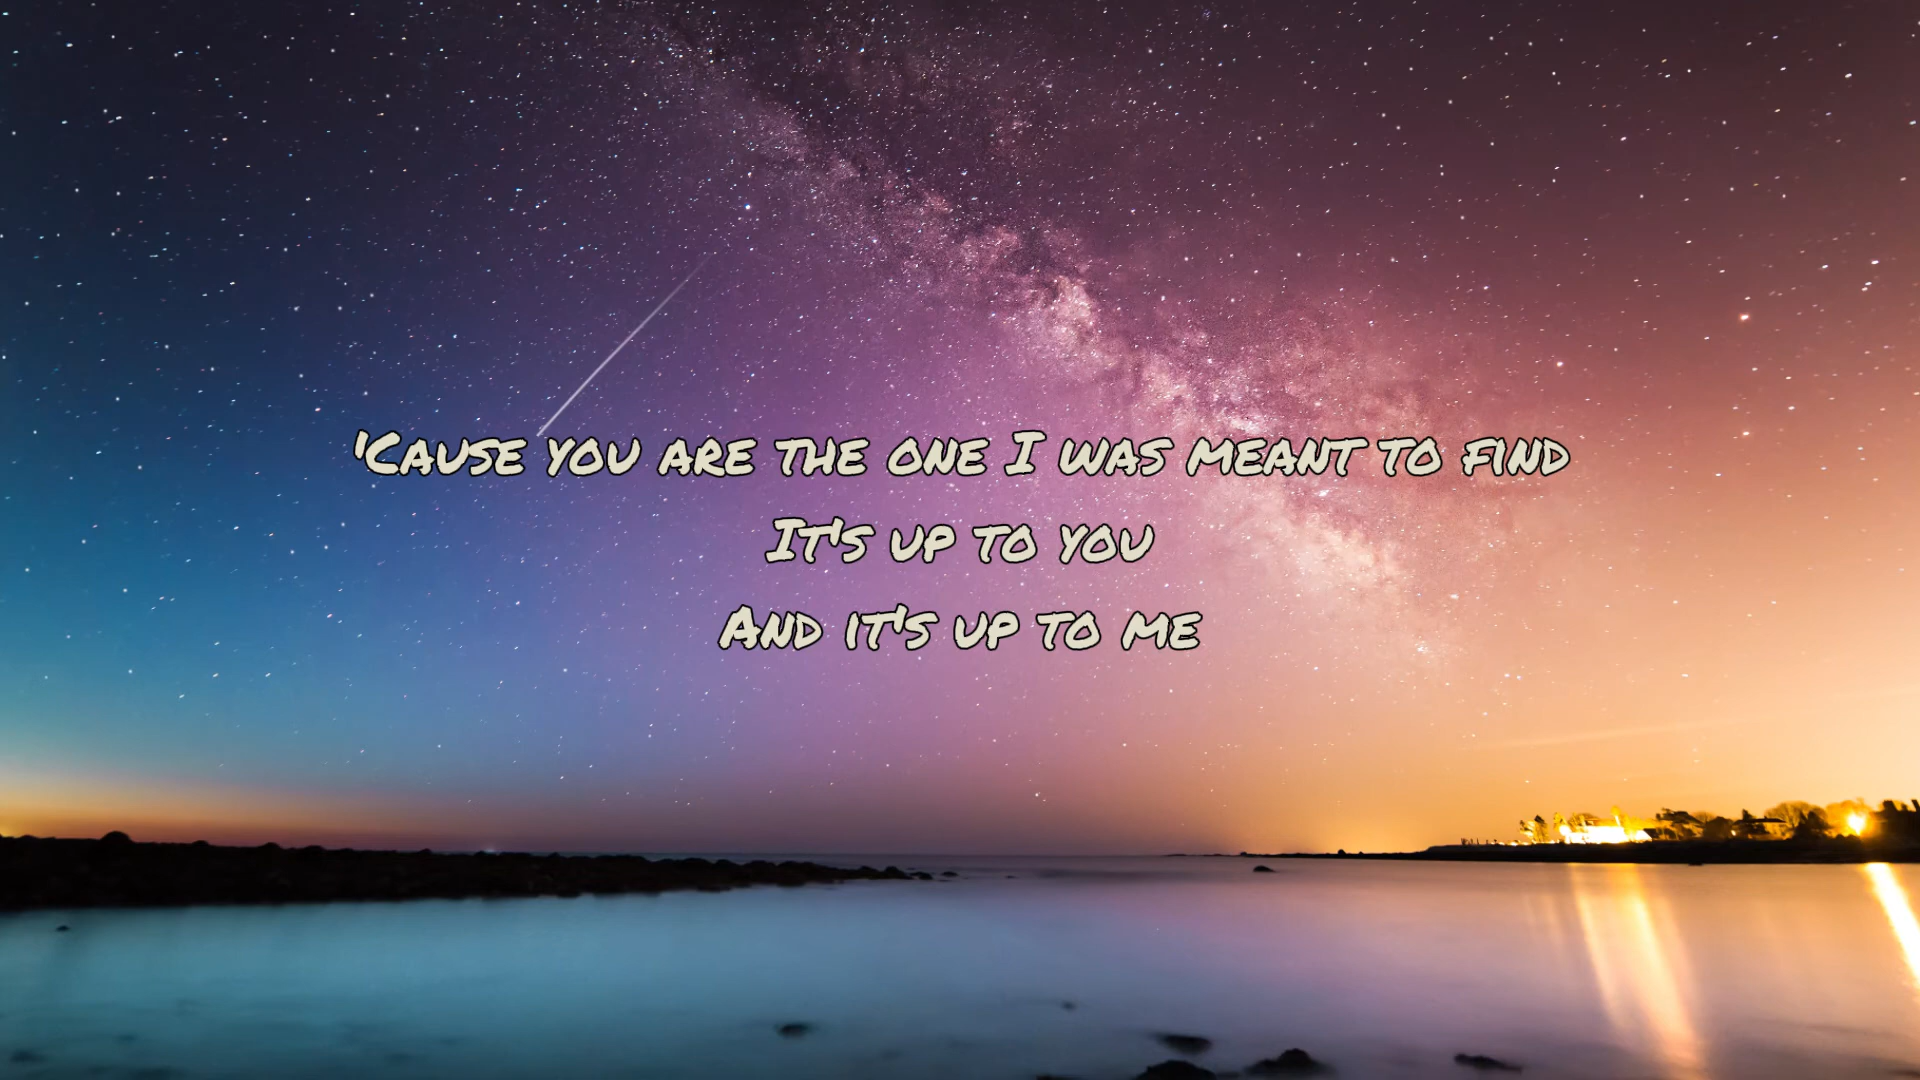 'Cause you are the one I was meant to find
It's up to you
And it's up to me